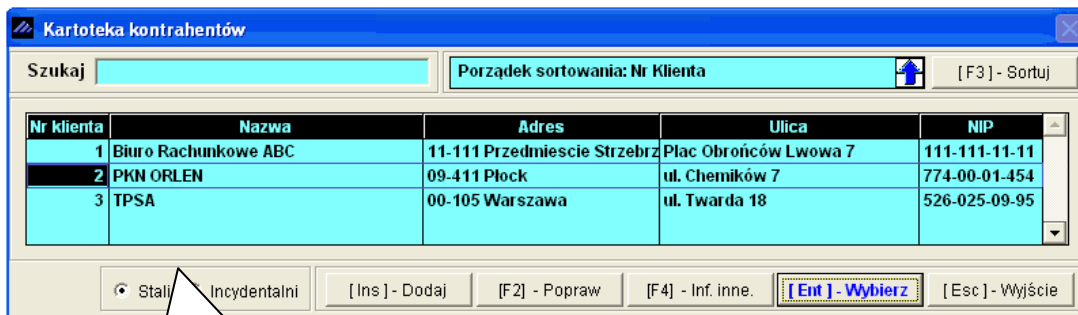 Kartoteka kontrahentów
Szukaj Porządek sortowania: Nr Klienta [F3] - Sortuj
Nr klienta Nazwa Adres Ulica NIP
1 Biuro Rachunkowe ABC 11-111 Przedmiescie Strzebrz Plac Obrońców Lwowa 7 111-111-11-11
2 PKN ORLEN 09-411 Płock ul. Chemików 7 774-00-01-454
3 TPSA 00-105 Warszawa ul. Twarda 18 526-025-09-95
Stali Incydentalni [Ins] - Dodaj [F2] - Popraw [F4] - Inf. inne. [Ent] - Wybierz [Esc] - Wyjście